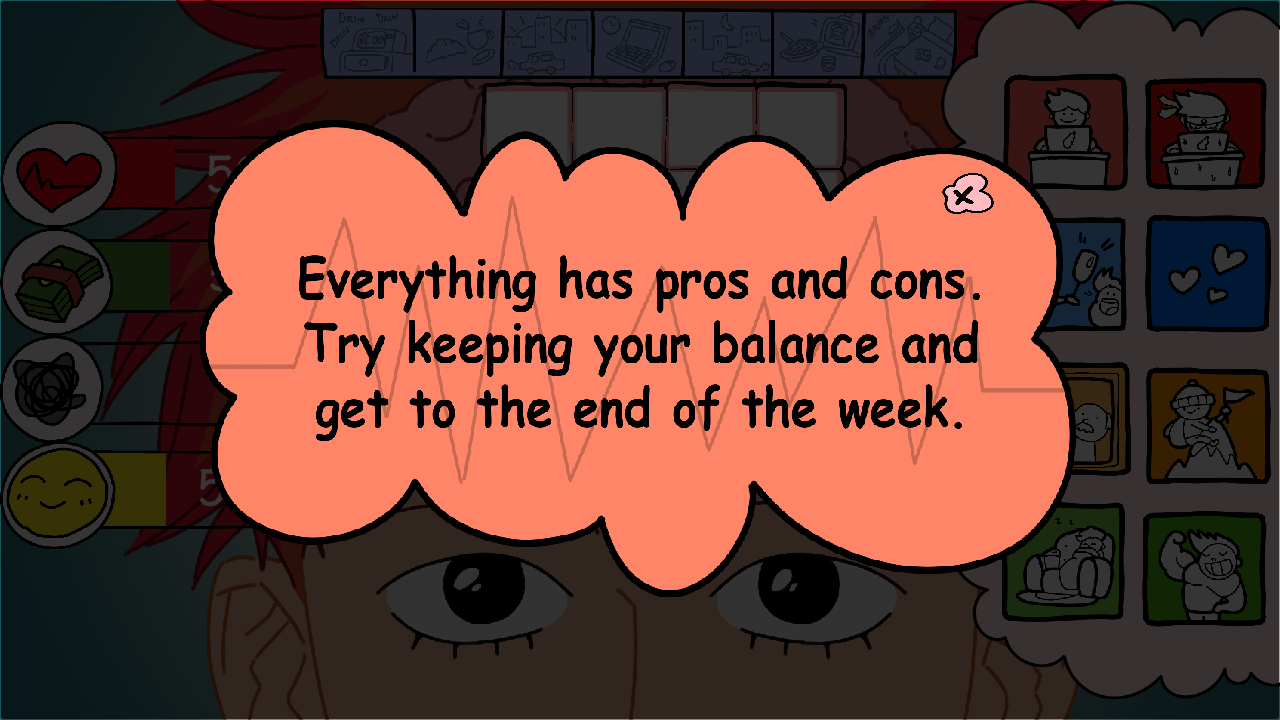 Everything has pros and cons.
Try keeping your balance and
get to the end of the week.